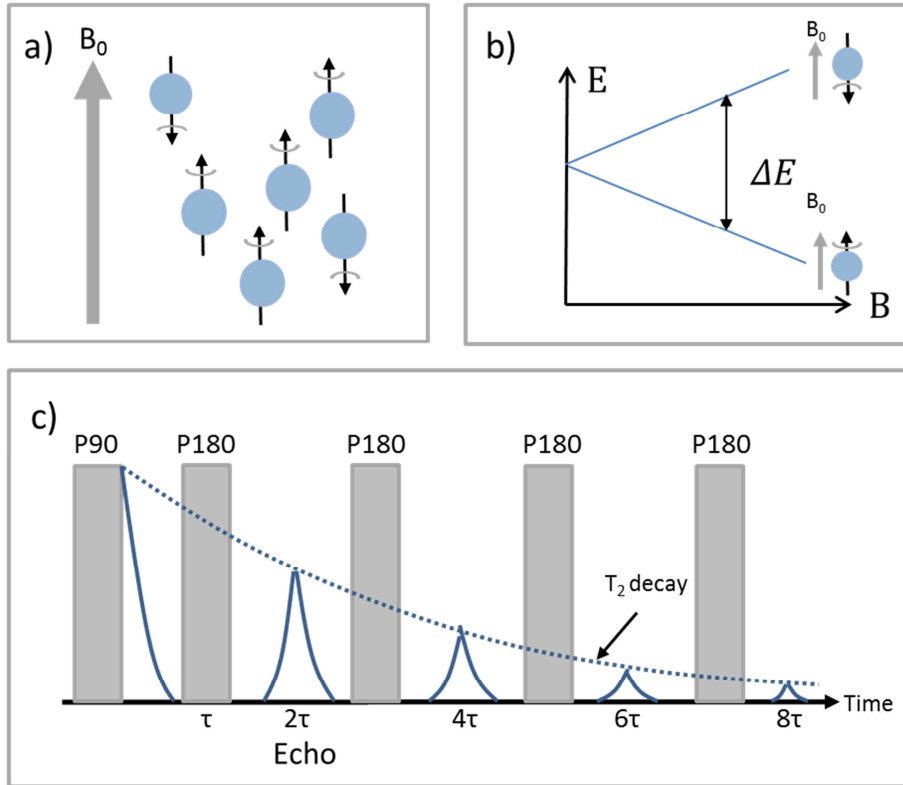 a)
B₀
b)
E
ΔE
B₀
B₀
B
c)
P90 P180 P180 P180 P180
T₂ decay
Time
τ 2τ 4τ 6τ 8τ
Echo